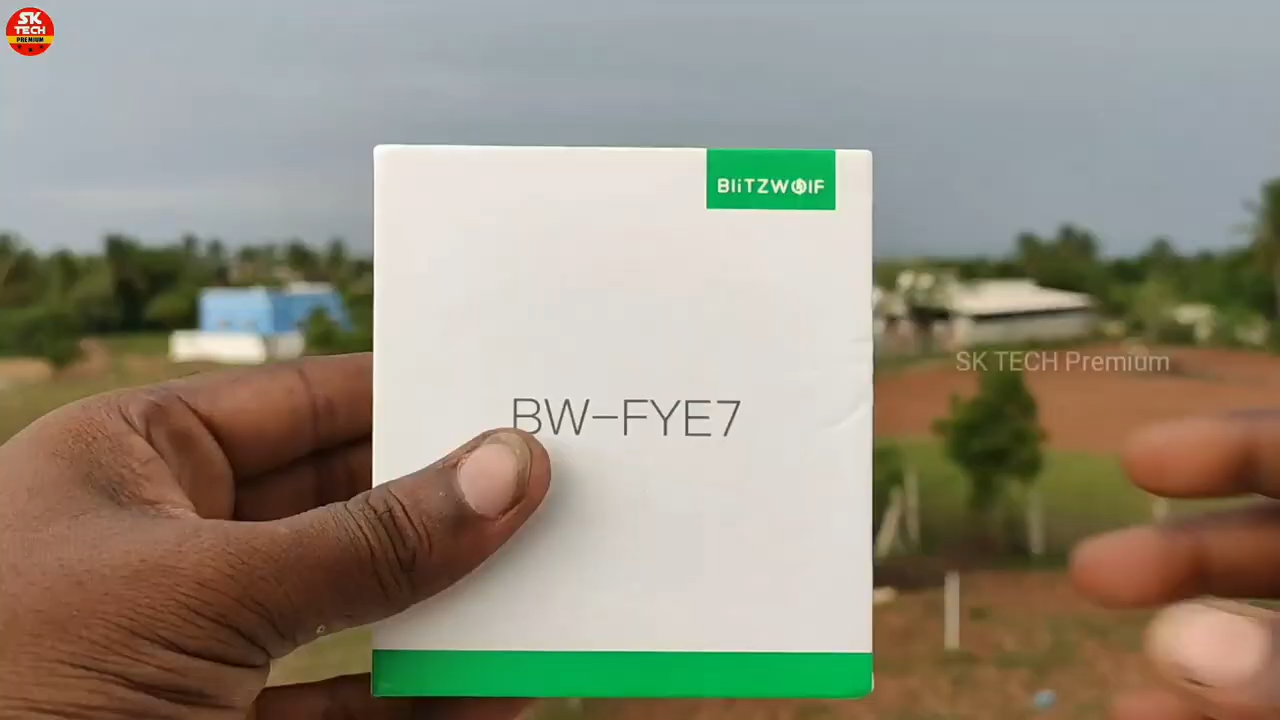 SK
TECH
PREMIUM
BLiTZWOLF
SK TECH Premium
BW-FYE7